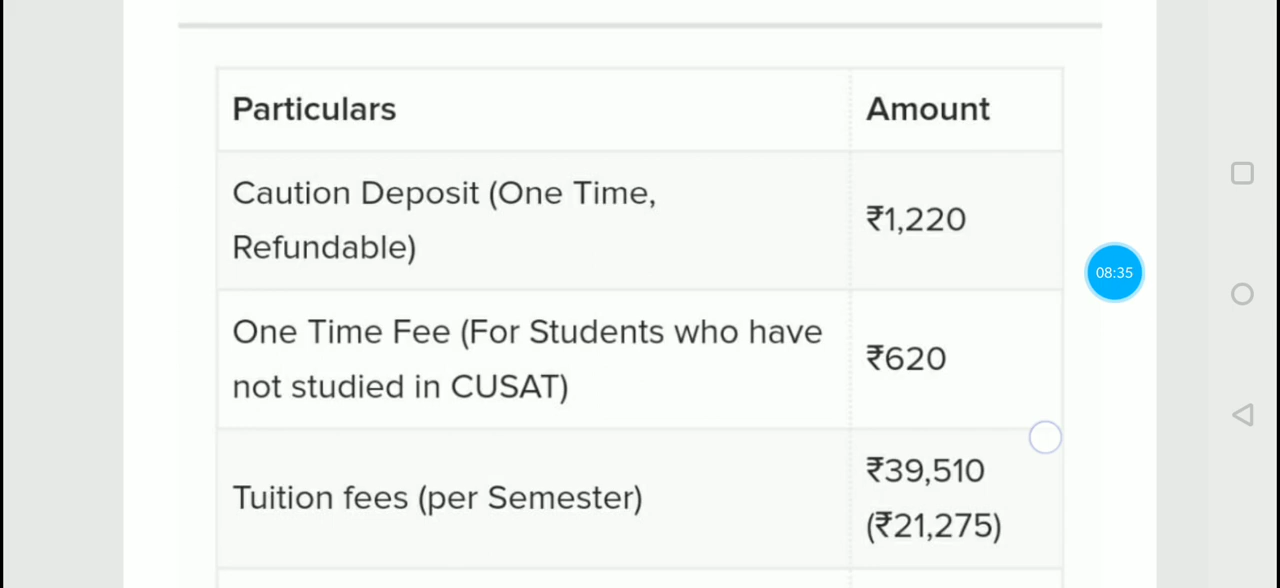 Particulars
Amount
Caution Deposit (One Time,
Refundable)
₹1,220
One Time Fee (For Students who have
not studied in CUSAT)
₹620
Tuition fees (per Semester)
₹39,510
(₹21,275)
08:35